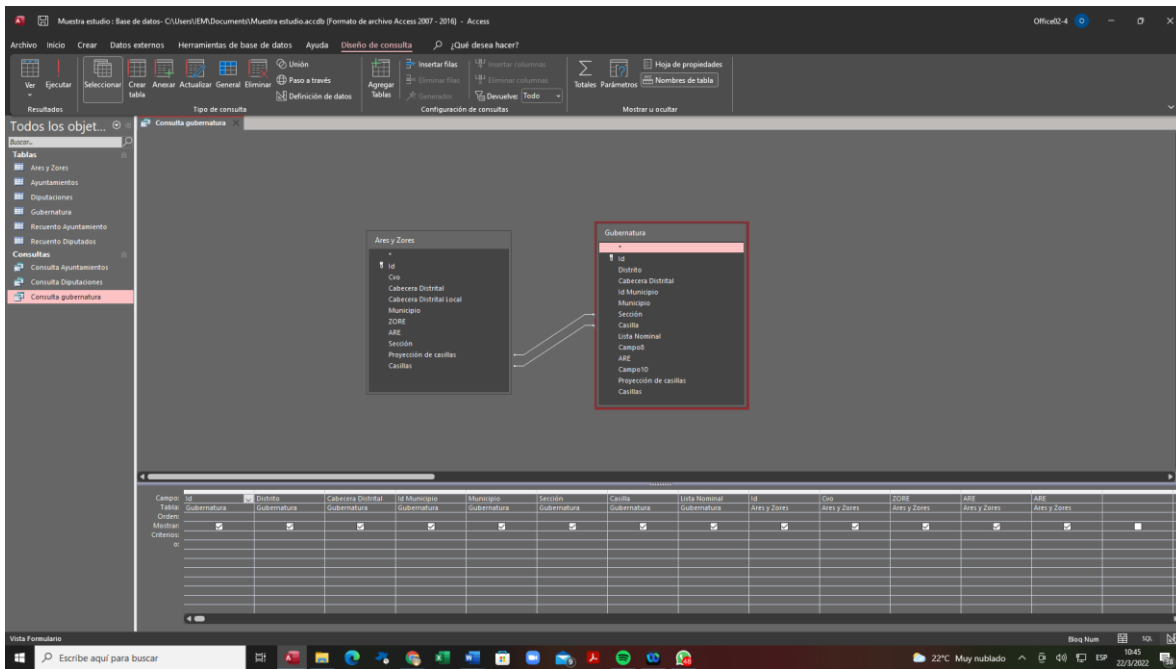 Muestra estudio : Base de datos- C:\Users\IEM\Documents\Muestra estudio.accdb (Formato de archivo Access 2007 - 2016) - Access
Office02-4 O
Archivo Inicio Crear Datos externos Herramientas de base de datos Ayuda Diseño de consulta ¿Qué desea hacer?
Ver Ejecutar Seleccionar Crear tabla Anexar Actualizar General Eliminar
Unión
Paso a través
Definición de datos
Agregar Tablas
Insertar filas
Eliminar filas
Generador
Insertar columnas
Eliminar columnas
Devuelve: Todo
Totales Parámetros
Hoja de propiedades
Nombres de tabla
Resultados Tipo de consulta Configuración de consultas Mostrar u ocultar
Todos los objet...
Buscar...
Tablas
Ares y Zores
Ayuntamientos
Diputaciones
Gubernatura
Recuento Ayuntamiento
Recuento Diputados
Consultas
Consulta Ayuntamientos
Consulta Diputaciones
Consulta gubernatura
Consulta gubernatura
Ares y Zores
*
Id
Cvo
Cabecera Distrital
Cabecera Distrital Local
Municipio
ZORE
ARE
Sección
Proyección de casillas
Casillas
Gubernatura
*
Id
Distrito
Cabecera Distrital
Id Municipio
Municipio
Sección
Casilla
Lista Nominal
Campo8
ARE
Campo10
Proyección de casillas
Casillas
Campo: Id Distrito Cabecera Distrital Id Municipio Municipio Sección Casilla Lista Nominal Id Cvo ZORE ARE ARE
Tabla: Gubernatura Gubernatura Gubernatura Gubernatura Gubernatura Gubernatura Gubernatura Gubernatura Ares y Zores Ares y Zores Ares y Zores Ares y Zores Ares y Zores
Orden:
Mostrar:
Criterios:
o:
Vista Formulario
Bloq Num SQL
Escribe aquí para buscar
22°C Muy nublado ESP 10:45
22/3/2022